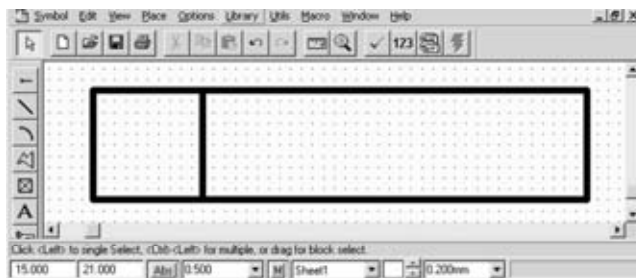 Symbol Edit View Place Options Library Utils Macro Window Help
123
A
Click <Left> to single Select, <Ctrl><Left> for multiple, or drag for block select.
15.000 21.000 Abs 0.500 M Sheet1 0.200mm